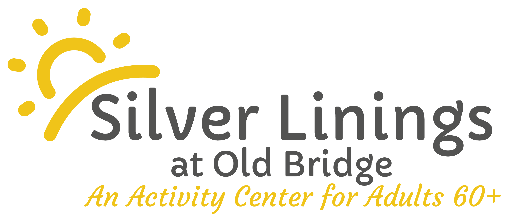 Silver Linings
at Old Bridge
An Activity Center for Adults 60+